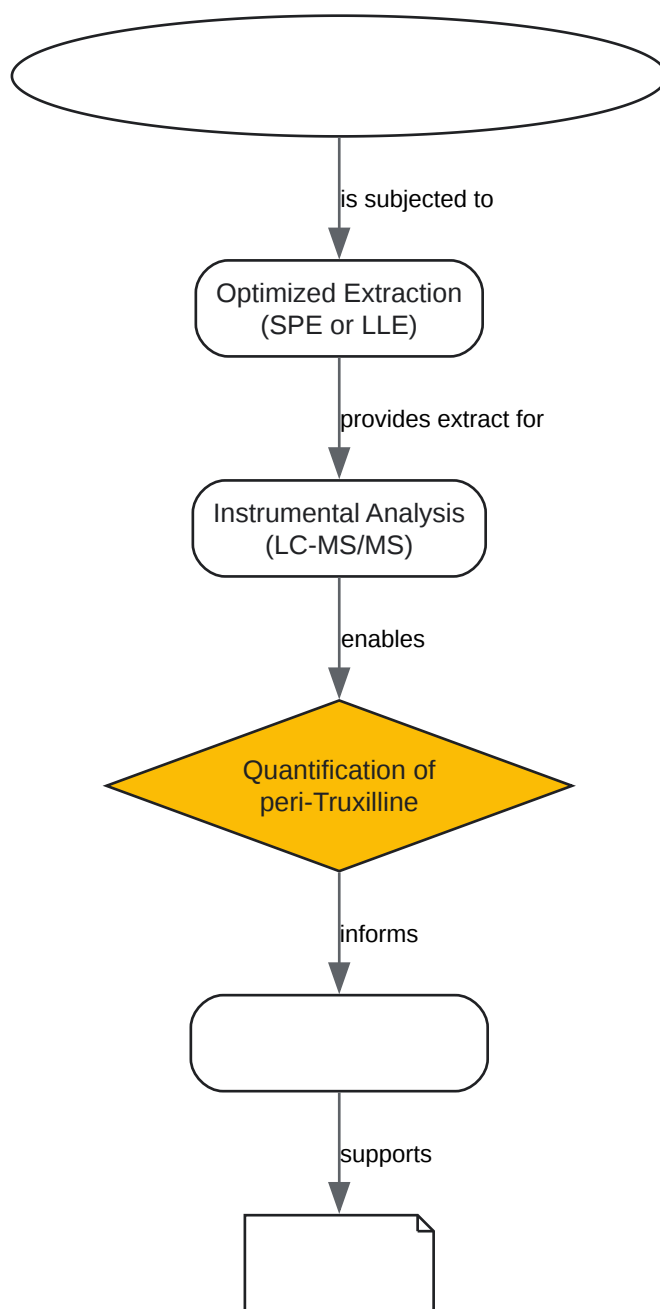 is subjected to
Optimized Extraction
(SPE or LLE)
provides extract for
Instrumental Analysis
(LC-MS/MS)
enables
Quantification of
peri-Truxilline
informs
supports